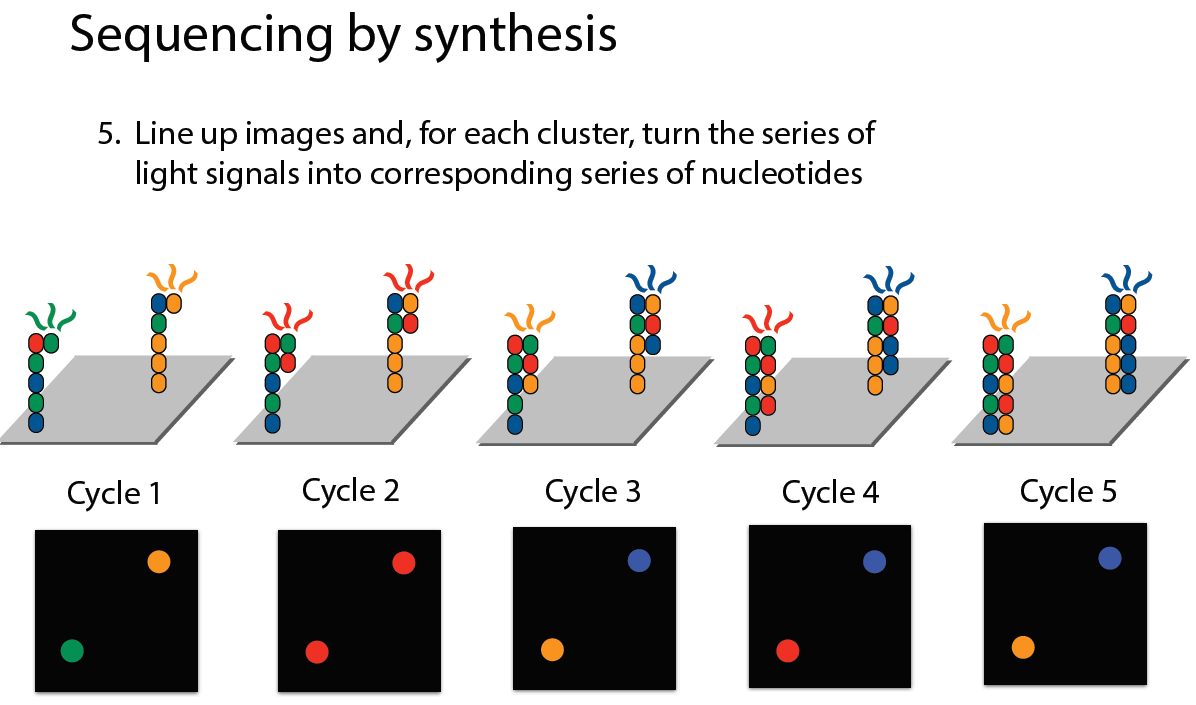 Sequencing by synthesis
5. Line up images and, for each cluster, turn the series of
light signals into corresponding series of nucleotides
Cycle 1
Cycle 2
Cycle 3
Cycle 4
Cycle 5